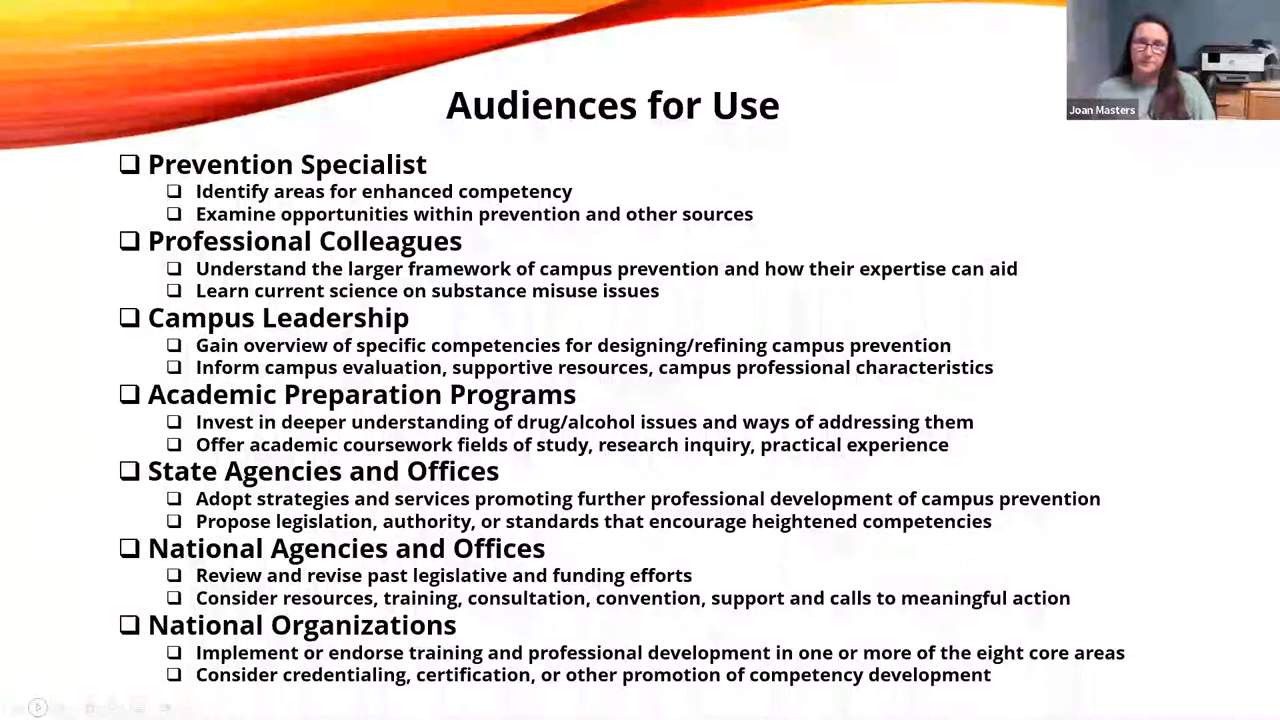 Joan Masters
Audiences for Use
Prevention Specialist
Identify areas for enhanced competency
Examine opportunities within prevention and other sources
Professional Colleagues
Understand the larger framework of campus prevention and how their expertise can aid
Learn current science on substance misuse issues
Campus Leadership
Gain overview of specific competencies for designing/refining campus prevention
Inform campus evaluation, supportive resources, campus professional characteristics
Academic Preparation Programs
Invest in deeper understanding of drug/alcohol issues and ways of addressing them
Offer academic coursework fields of study, research inquiry, practical experience
State Agencies and Offices
Adopt strategies and services promoting further professional development of campus prevention
Propose legislation, authority, or standards that encourage heightened competencies
National Agencies and Offices
Review and revise past legislative and funding efforts
Consider resources, training, consultation, convention, support and calls to meaningful action
National Organizations
Implement or endorse training and professional development in one or more of the eight core areas
Consider credentialing, certification, or other promotion of competency development